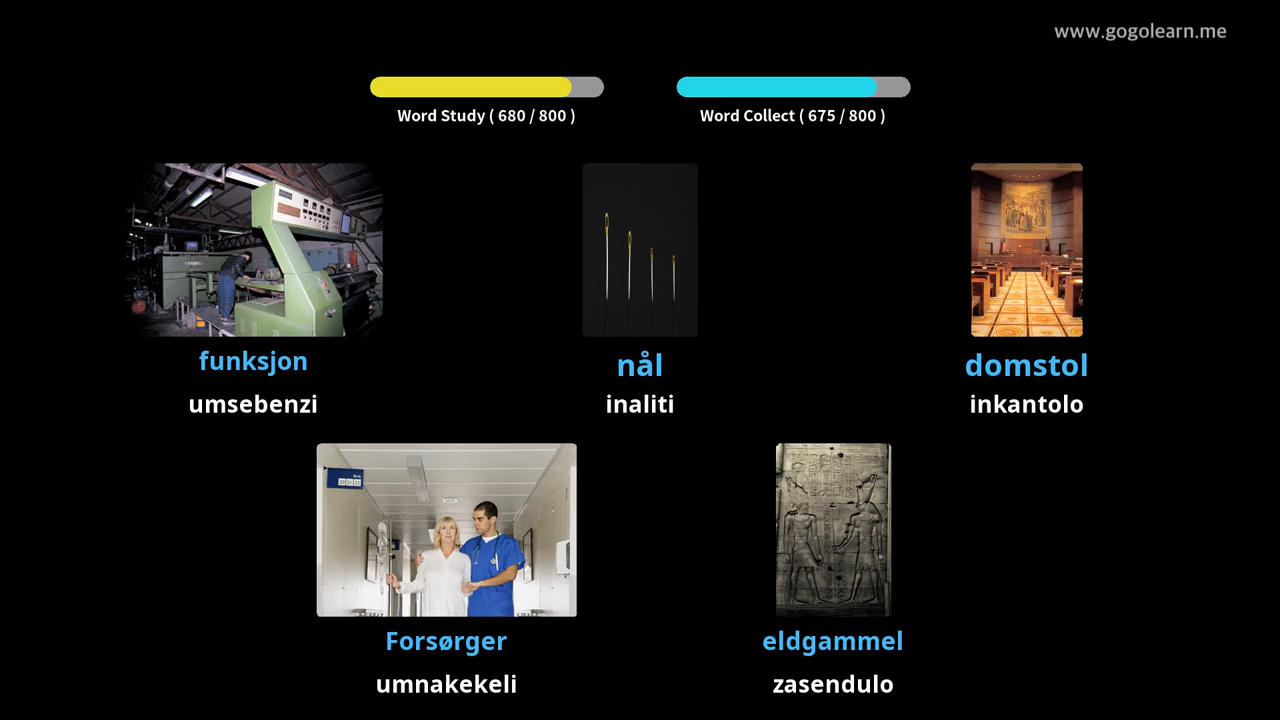 www.gogolearn.me
Word Study ( 680 / 800 )
Word Collect ( 675 / 800 )
funksjon
umsebenzi
nål
inaliti
domstol
inkantolo
Forsørger
umnakekeli
eldgammel
zasendulo